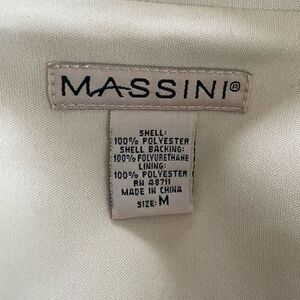 MASSINI®
SHELL:
100% POLYESTER
SHELL BACKING:
100% POLYURETHANE
LINING:
100% POLYESTER
RN 48711
MADE IN CHINA
SIZE: M